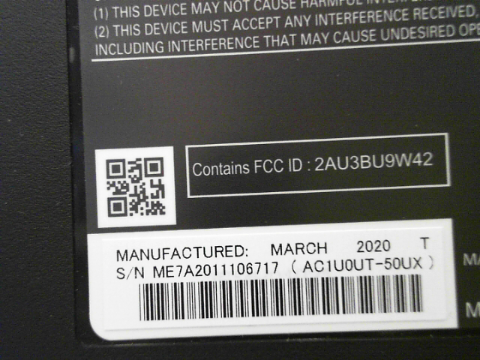 (1) THIS DEVICE MAY NOT CAUSE HARMFUL INTERFERENCE
(2) THIS DEVICE MUST ACCEPT ANY INTERFERENCE RECEIVED,
INCLUDING INTERFERENCE THAT MAY CAUSE UNDESIRED
Contains FCC ID : 2AU3BU9W42
MANUFACTURED: MARCH 2020 T
S/N ME7A2011106717 ( AC1U0UT-50UX )